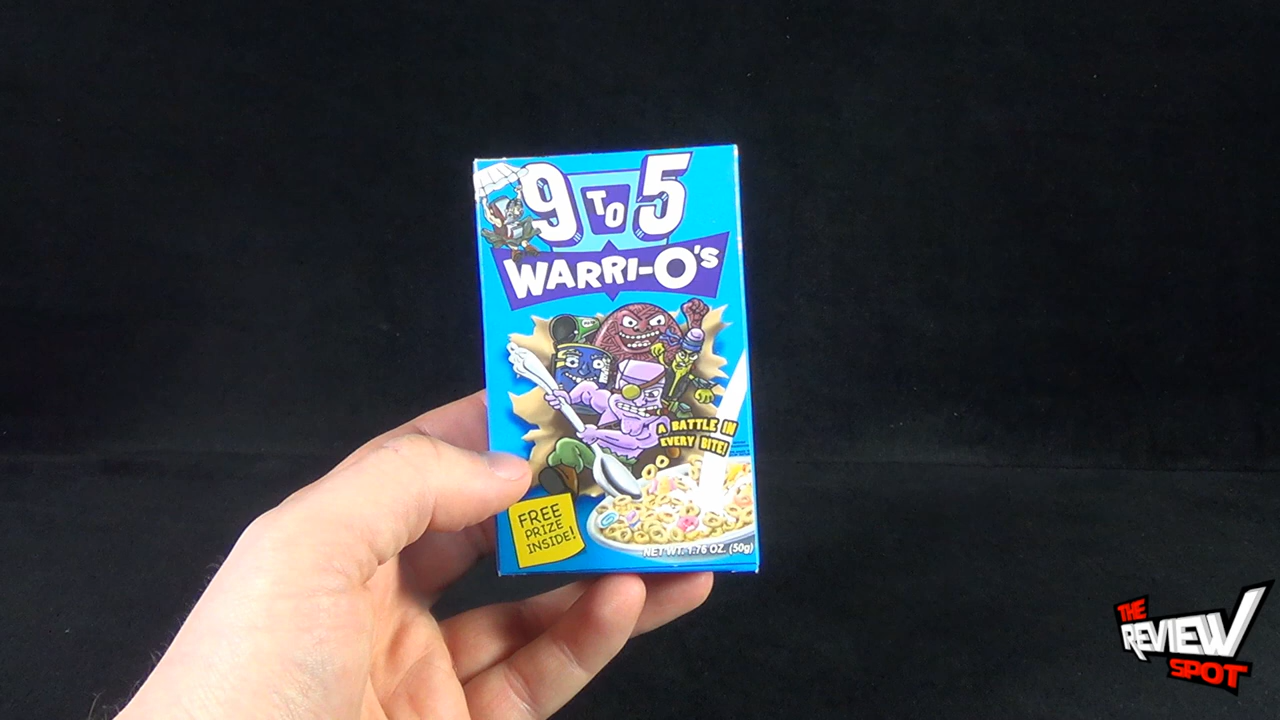 9 TO 5
WARRI-O'S
A BATTLE IN
EVERY BITE!
FREE
PRIZE
INSIDE!
NET WT. 1.76 OZ. (50g)
THE
REVIEW
SPOT